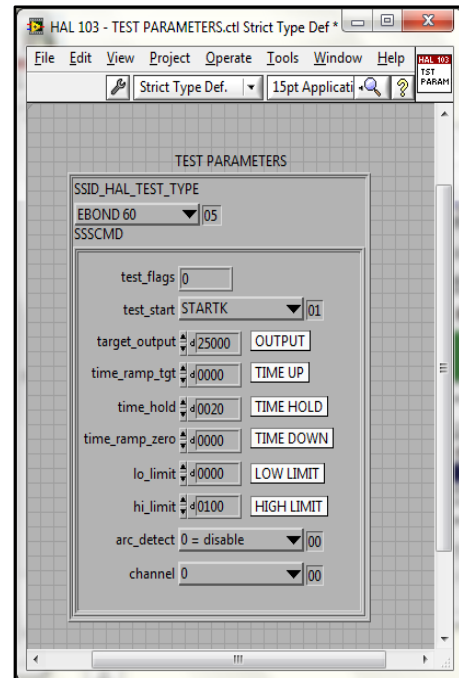 HAL 103 - TEST PARAMETERS.ctl Strict Type Def *
File Edit View Project Operate Tools Window Help
HAL 103
TST
PARAM
Strict Type Def. 15pt Applicati
TEST PARAMETERS
SSID_HAL_TEST_TYPE
EBOND 60 05
SSSCMD
test_flags 0
test_start STARTK 01
target_output d 25000 OUTPUT
time_ramp_tgt d 0000 TIME UP
time_hold d 0020 TIME HOLD
time_ramp_zero d 0000 TIME DOWN
lo_limit d 0000 LOW LIMIT
hi_limit d 0100 HIGH LIMIT
arc_detect 0 = disable 00
channel 0 00